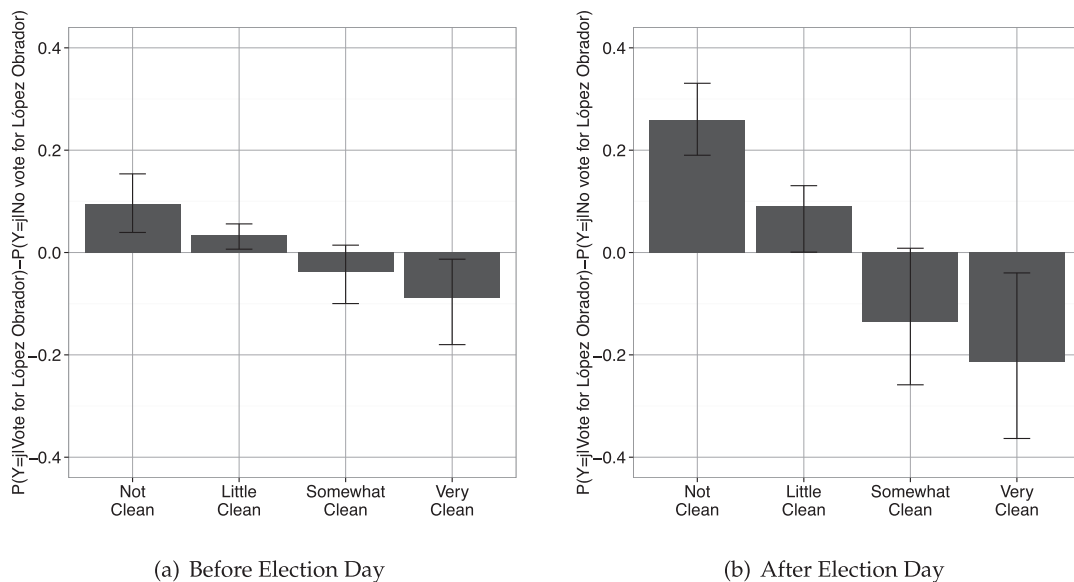 P(Y=j|Vote for López Obrador)−P(Y=j|No vote for López Obrador)
0.4
0.2
0.0
−0.2
−0.4
Not
Clean
Little
Clean
Somewhat
Clean
Very
Clean
(a) Before Election Day
P(Y=j|Vote for López Obrador)−P(Y=j|No vote for López Obrador)
0.4
0.2
0.0
−0.2
−0.4
Not
Clean
Little
Clean
Somewhat
Clean
Very
Clean
(b) After Election Day